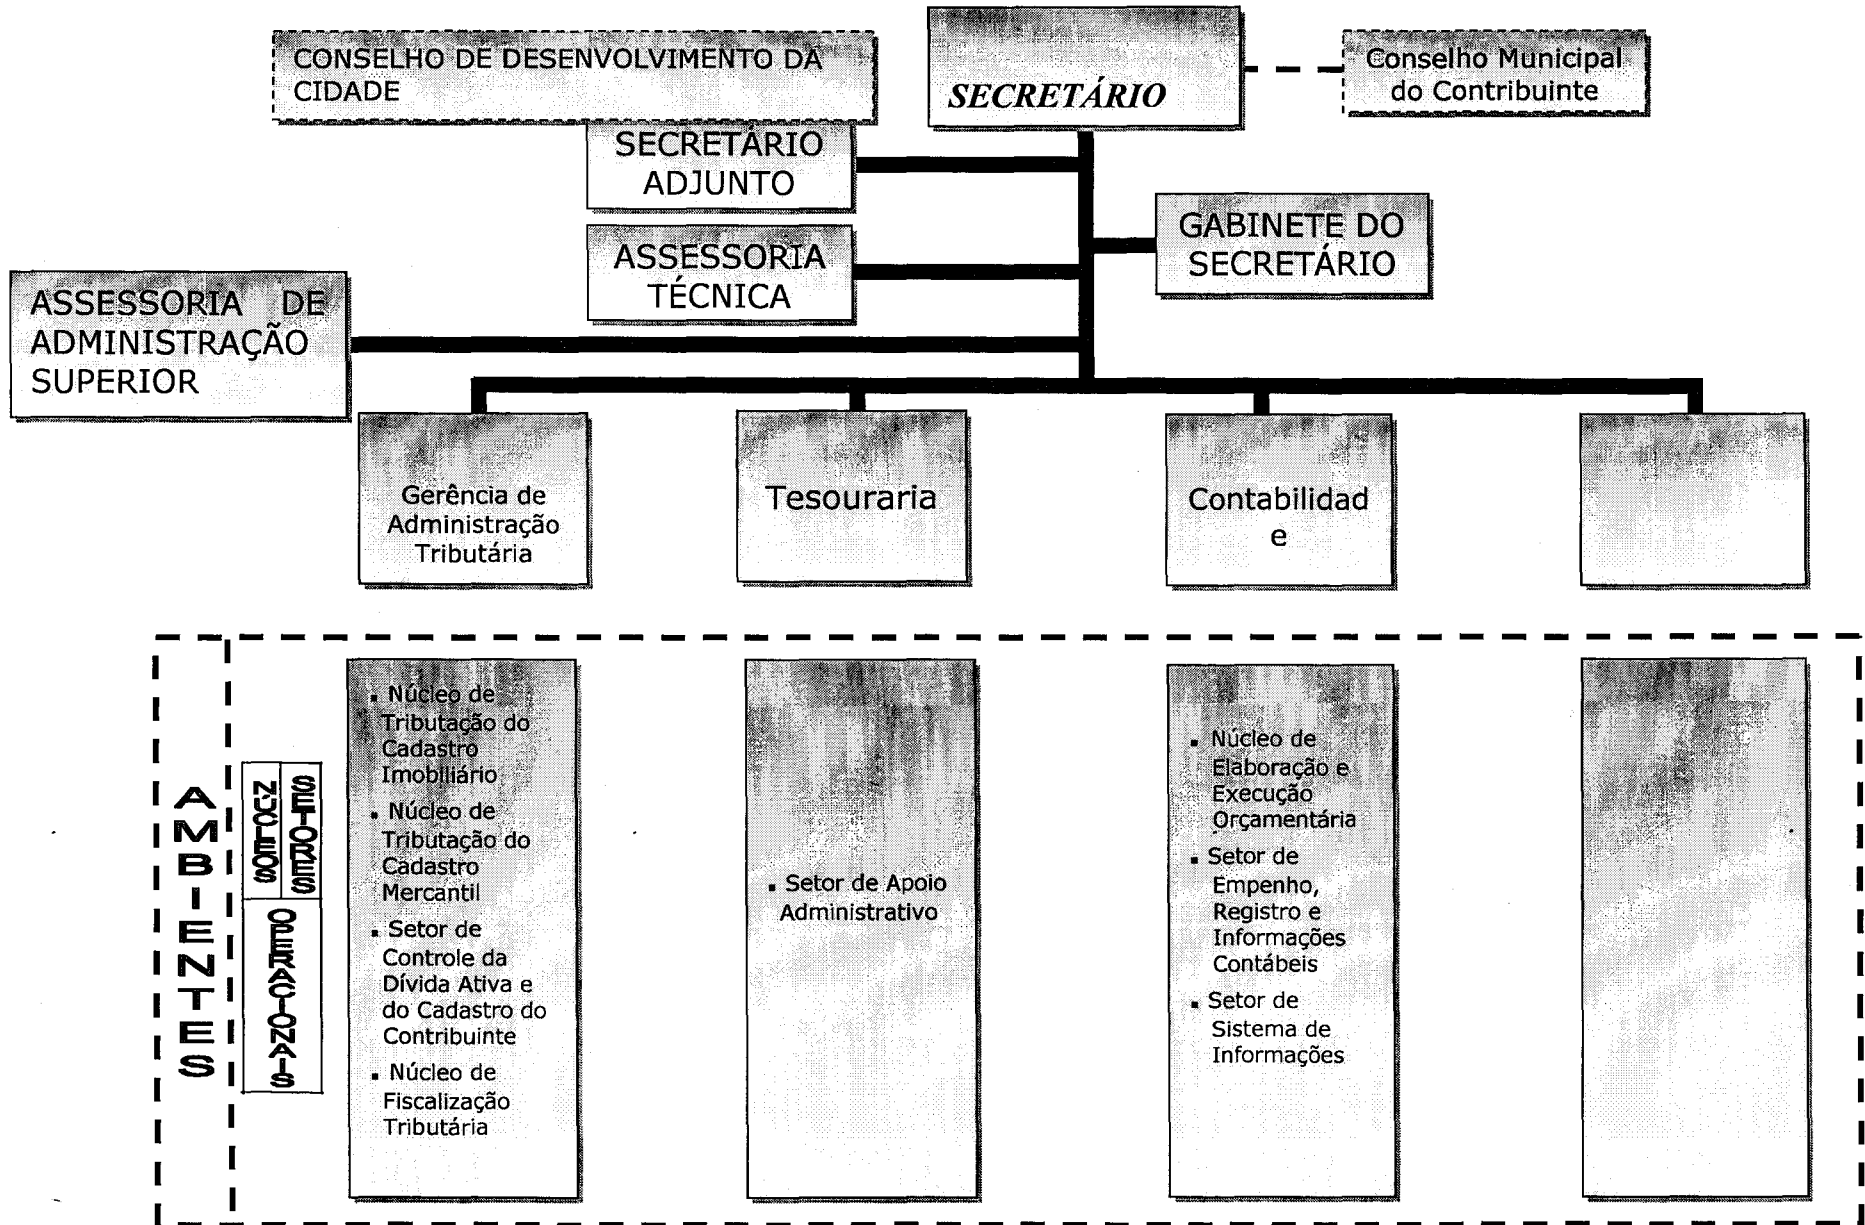 CONSELHO DE DESENVOLVIMENTO DA
CIDADE
SECRETÁRIO
Conselho Municipal
do Contribuinte
SECRETÁRIO
ADJUNTO
GABINETE DO
SECRETÁRIO
ASSESSORIA
TÉCNICA
ASSESSORIA DE
ADMINISTRAÇÃO
SUPERIOR
Gerência de
Administração
Tributária
Tesouraria
Contabilidad
e
AMBIENTES
NÚCLEOS
SETORES
OPERACIONAIS
▪ Núcleo de
Tributação do
Cadastro
Imobiliário
▪ Núcleo de
Tributação do
Cadastro
Mercantil
▪ Setor de
Controle da
Dívida Ativa e
do Cadastro do
Contribuinte
▪ Núcleo de
Fiscalização
Tributária
▪ Setor de Apoio
Administrativo
▪ Núcleo de
Elaboração e
Execução
Orçamentária
▪ Setor de
Empenho,
Registro e
Informações
Contábeis
▪ Setor de
Sistema de
Informações